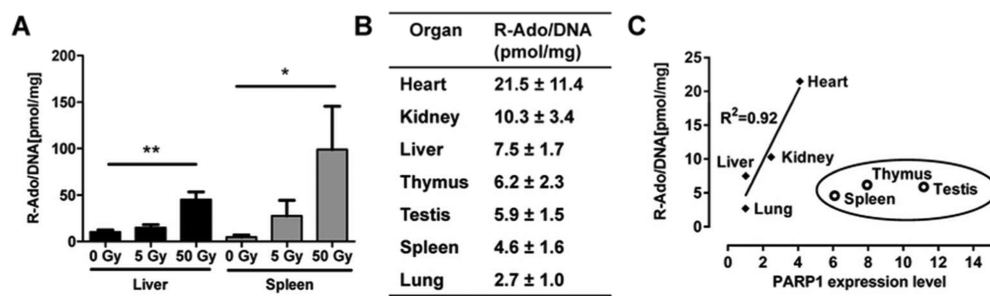 A
R-Ado/DNA[pmol/mg]
200
150
100
50
0
**
*
0 Gy 5 Gy 50 Gy 0 Gy 5 Gy 50 Gy
Liver Spleen
B
Organ R-Ado/DNA
(pmol/mg)
Heart 21.5 ± 11.4
Kidney 10.3 ± 3.4
Liver 7.5 ± 1.7
Thymus 6.2 ± 2.3
Testis 5.9 ± 1.5
Spleen 4.6 ± 1.6
Lung 2.7 ± 1.0
C
R-Ado/DNA[pmol/mg]
25
20
15
10
5
0
Heart
R²=0.92
Kidney
Liver
Thymus
Testis
Spleen
Lung
0 2 4 6 8 10 12 14
PARP1 expression level